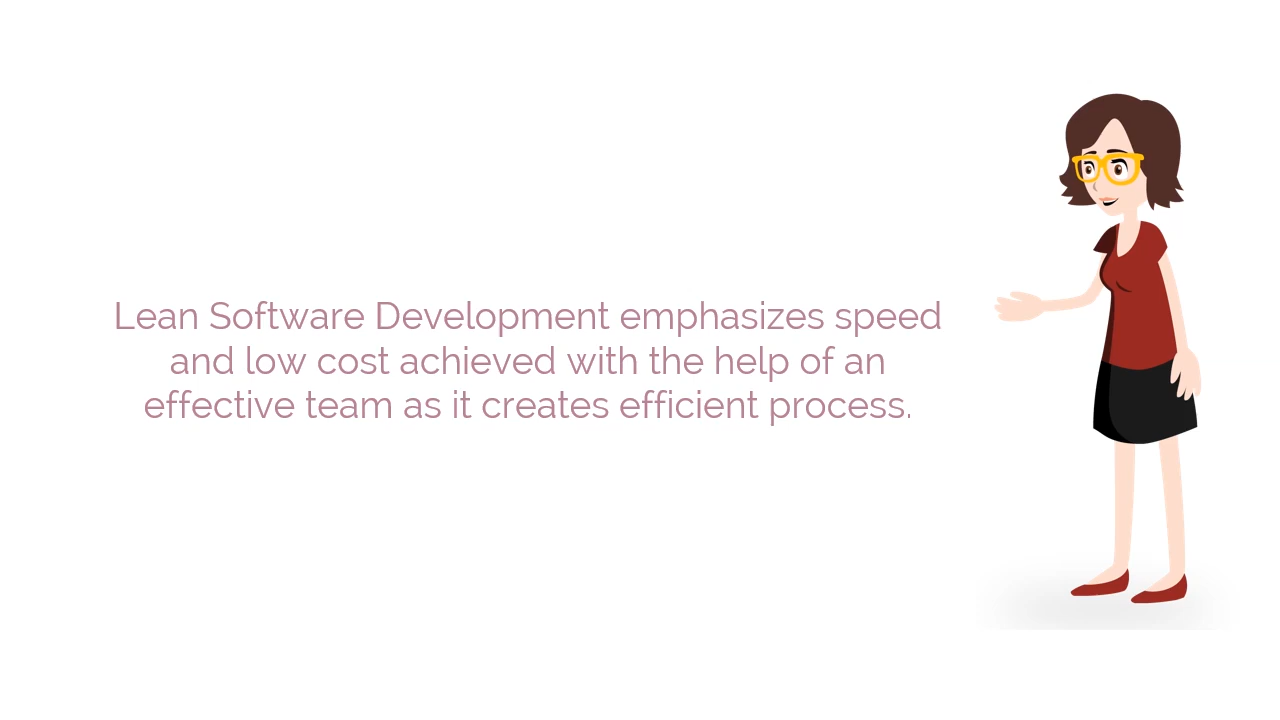 Lean Software Development emphasizes speed
and low cost achieved with the help of an
effective team as it creates efficient process.